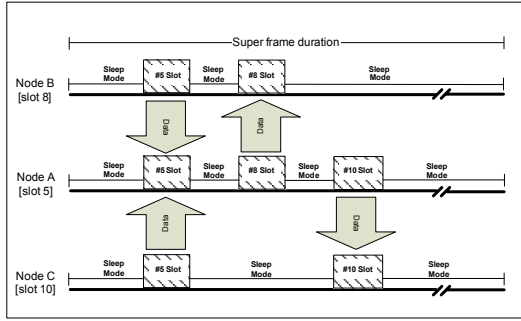 Super frame duration
Node B
[slot 8]
Sleep
Mode
#5 Slot
Sleep
Mode
#8 Slot
Sleep
Mode
Data
Data
Node A
[slot 5]
Sleep
Mode
#5 Slot
Sleep
Mode
#8 Slot
Sleep
Mode
#10 Slot
Sleep
Mode
Data
Data
Node C
[slot 10]
Sleep
Mode
#5 Slot
Sleep
Mode
#10 Slot
Sleep
Mode